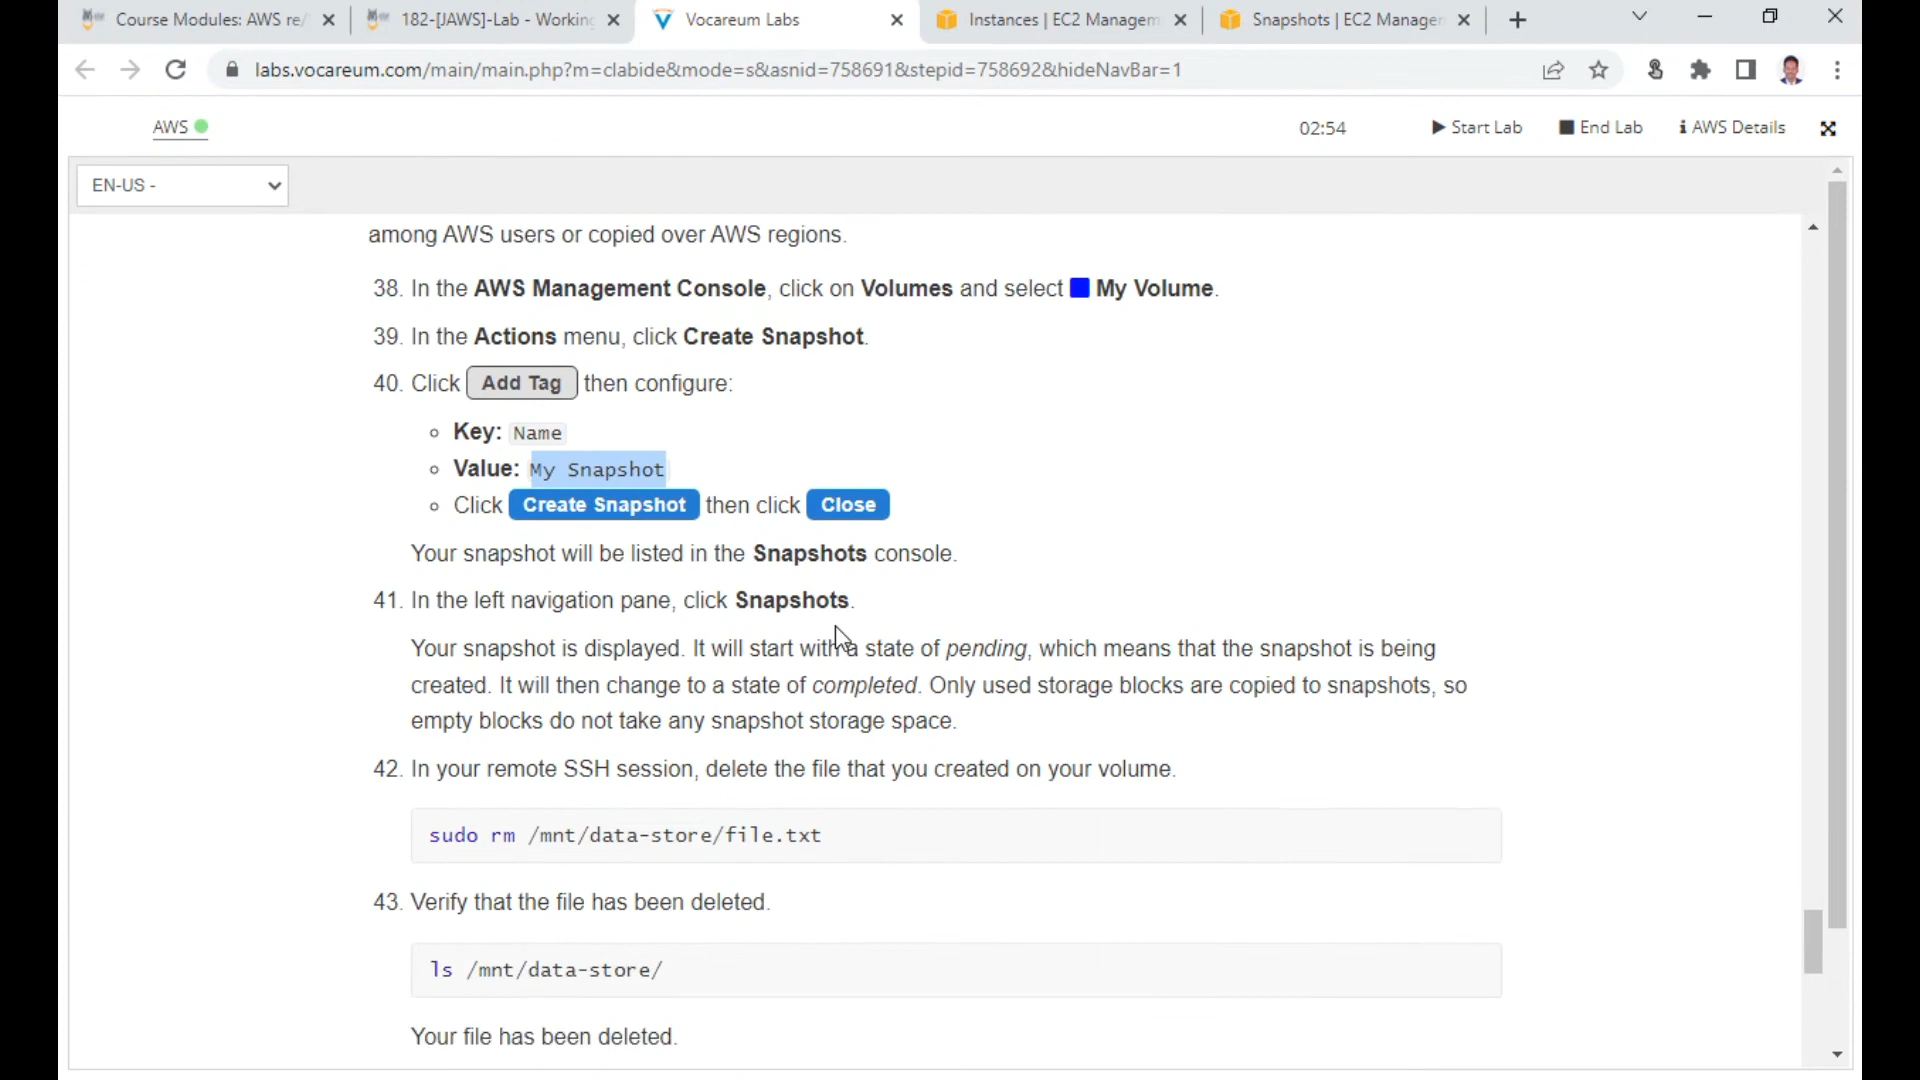 Course Modules: AWS re/
182-[JAWS]-Lab - Working
Vocareum Labs
Instances | EC2 Managem
Snapshots | EC2 Manager
labs.vocareum.com/main/main.php?m=clabide&mode=s&asnid=758691&stepid=758692&hideNavBar=1
AWS
02:54
Start Lab
End Lab
AWS Details
EN-US -
among AWS users or copied over AWS regions.
38. In the AWS Management Console, click on Volumes and select My Volume.
39. In the Actions menu, click Create Snapshot.
40. Click Add Tag then configure:
Key: Name
Value: My Snapshot
Click Create Snapshot then click Close
Your snapshot will be listed in the Snapshots console.
41. In the left navigation pane, click Snapshots.
Your snapshot is displayed. It will start with a state of pending, which means that the snapshot is being
created. It will then change to a state of completed. Only used storage blocks are copied to snapshots, so
empty blocks do not take any snapshot storage space.
42. In your remote SSH session, delete the file that you created on your volume.
sudo rm /mnt/data-store/file.txt
43. Verify that the file has been deleted.
ls /mnt/data-store/
Your file has been deleted.